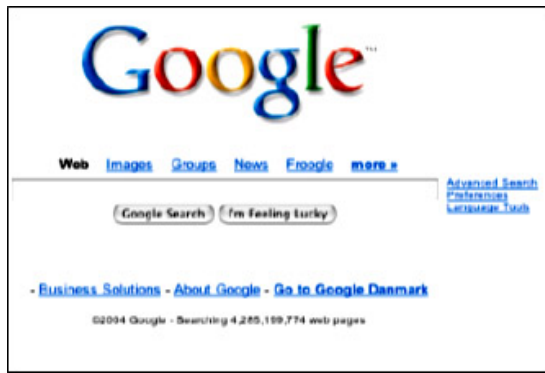 Google™
Web Images Groups News Froogle more »
Advanced Search
Preferences
Language Tools
Google Search I'm Feeling Lucky
- Business Solutions - About Google - Go to Google Danmark
©2004 Google - Searching 4,285,199,774 web pages